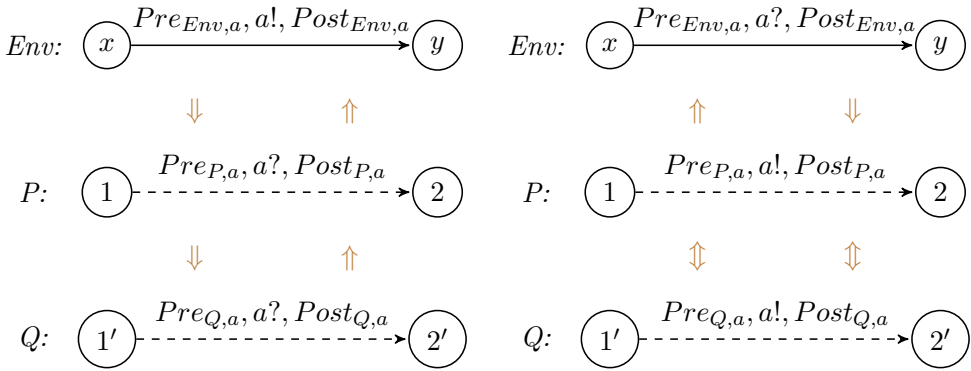 Pre_{Env,a}, a!, Post_{Env,a} Pre_{Env,a}, a?, Post_{Env,a}
Env: x y Env: x y
⇓ ⇑ ⇑ ⇓
Pre_{P,a}, a?, Post_{P,a} Pre_{P,a}, a!, Post_{P,a}
P: 1 2 P: 1 2
⇓ ⇑ ⇕ ⇕
Pre_{Q,a}, a?, Post_{Q,a} Pre_{Q,a}, a!, Post_{Q,a}
Q: 1′ 2′ Q: 1′ 2′